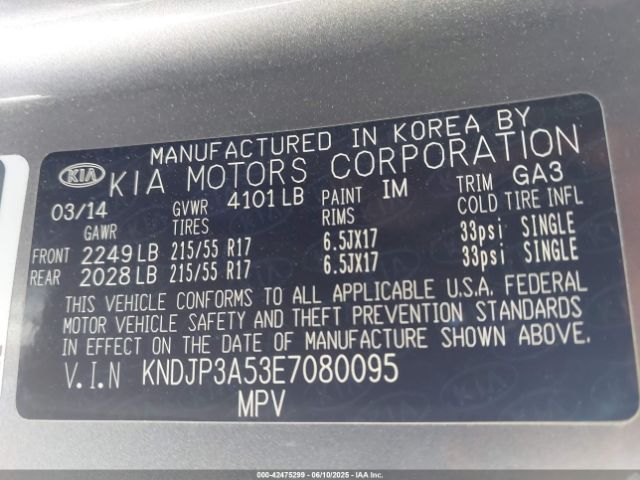 MANUFACTURED IN KOREA BY
KIA KIA MOTORS CORPORATION
03/14 GVWR 4101 LB PAINT IM TRIM GA3
GAWR TIRES RIMS COLD TIRE INFL
FRONT 2249 LB 215/55 R17 6.5JX17 33psi SINGLE
REAR 2028 LB 215/55 R17 6.5JX17 33psi SINGLE
THIS VEHICLE CONFORMS TO ALL APPLICABLE U.S.A. FEDERAL
MOTOR VEHICLE SAFETY AND THEFT PREVENTION STANDARDS
IN EFFECT ON THE DATE OF MANUFACTURE SHOWN ABOVE.
V.I.N KNDJP3A53E7080095
MPV
000-42475299 - 06/10/2025 - IAAI.CA